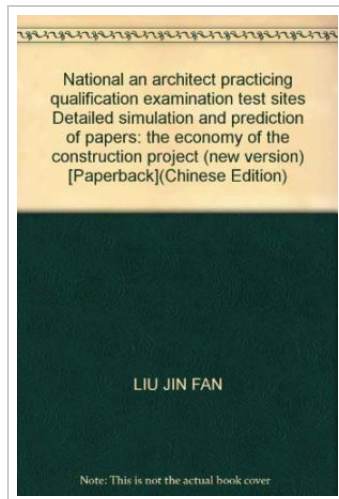 National an architect practicing
qualification examination test sites
Detailed simulation and prediction
of papers: the economy of the
construction project (new version)
[Paperback](Chinese Edition)
LIU JIN FAN
Note: This is not the actual book cover